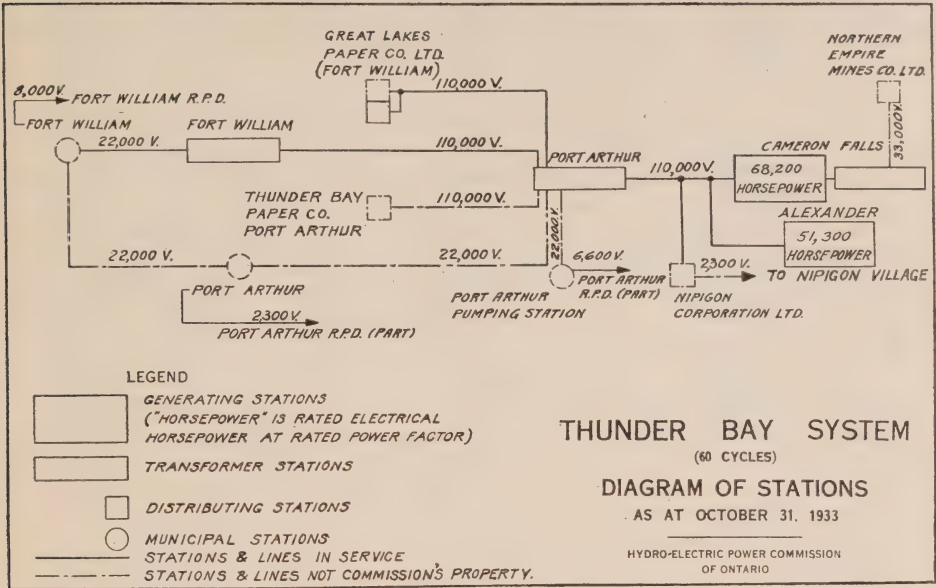 GREAT LAKES
PAPER CO. LTD.
(FORT WILLIAM)
NORTHERN
EMPIRE
MINES CO. LTD.
8,000V.
FORT WILLIAM R.P.D.
110,000 V.
FORT WILLIAM
FORT WILLIAM
33,000V.
22,000 V.
110,000 V.
PORT ARTHUR
110,000V.
CAMERON FALLS
68,200
HORSEPOWER
THUNDER BAY
PAPER CO.
PORT ARTHUR
110,000 V.
22,000V.
ALEXANDER
51,300
HORSEPOWER
22,000 V.
22,000 V.
6,600V.
2,300 V.
TO NIPIGON VILLAGE
PORT ARTHUR
PORT ARTHUR
R.P.D. (PART)
PORT ARTHUR
PUMPING STATION
NIPIGON
CORPORATION LTD.
2,300 V.
PORT ARTHUR R.P.D. (PART)
LEGEND
GENERATING STATIONS
("HORSEPOWER" IS RATED ELECTRICAL
HORSEPOWER AT RATED POWER FACTOR)
TRANSFORMER STATIONS
DISTRIBUTING STATIONS
MUNICIPAL STATIONS
STATIONS & LINES IN SERVICE
STATIONS & LINES NOT COMMISSION'S PROPERTY.
THUNDER BAY SYSTEM
(60 CYCLES)
DIAGRAM OF STATIONS
AS AT OCTOBER 31, 1933
HYDRO-ELECTRIC POWER COMMISSION
OF ONTARIO